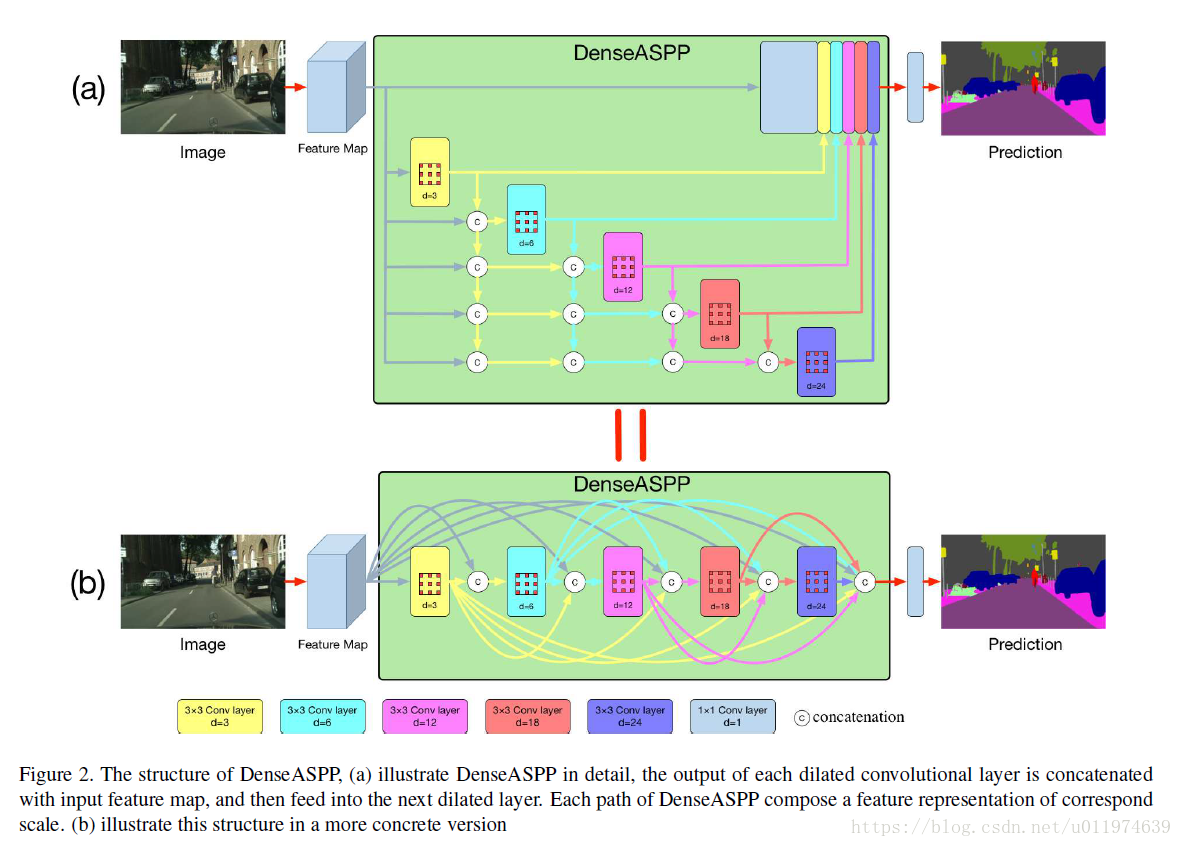 DenseASPP
(a)
Image
Feature Map
Prediction
d=3
C
d=6
C
C
d=12
C
C
C
d=18
C
C
C
C
d=24
DenseASPP
(b)
Image
Feature Map
d=3
C
d=6
C
d=12
C
d=18
C
d=24
C
Prediction
3×3 Conv layer
d=3
3×3 Conv layer
d=6
3×3 Conv layer
d=12
3×3 Conv layer
d=18
3×3 Conv layer
d=24
1×1 Conv layer
d=1
C concatenation
Figure 2. The structure of DenseASPP, (a) illustrate DenseASPP in detail, the output of each dilated convolutional layer is concatenated
with input feature map, and then feed into the next dilated layer. Each path of DenseASPP compose a feature representation of correspond
scale. (b) illustrate this structure in a more concrete version
https://blog.csdn.net/u011974639